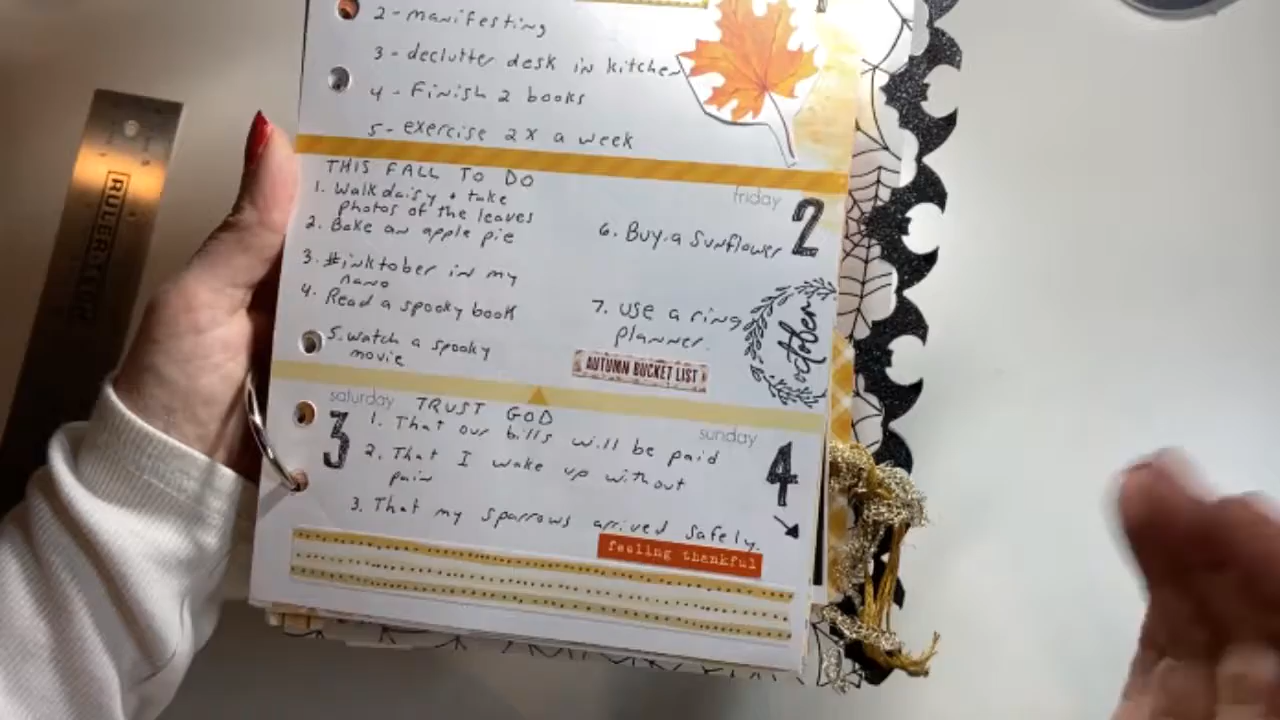 2 - manifesting
3 - declutter desk in kitchen
4 - Finish 2 books
5 - exercise 2x a week
THIS FALL TO DO
1. Walk daisy + take
photos of the leaves
2. Bake an apple pie
3. #inktober in my
nano
4. Read a spooky book
5. watch a spooky
movie
friday
2
6. Buy a sunflower
7. use a ring
planner.
october
AUTUMN BUCKET LIST
saturday
3
TRUST GOD
sunday
4
1. That our bills will be paid
2. That I wake up without
pain
3. That my sparrows arrived safely.
feeling thankful
RULER